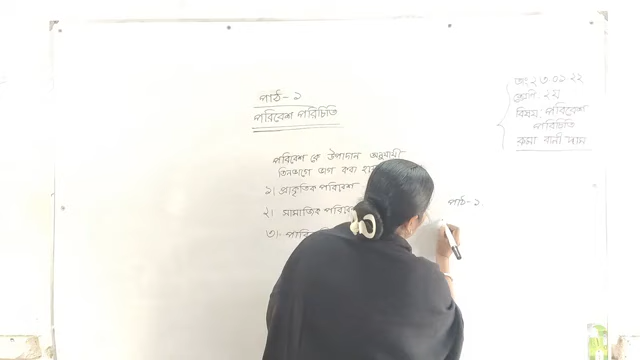 পাঠ - ১
পরিবেশ পরিচিতি
পরিবেশ কে উপাদান অনুযায়ী
তিনভাগে ভাগ করা
১। প্রাকৃতিক পরিবেশ
২। সামাজিক পরিবেশ
৩।
পাঠ - ১.
তাং ২৩.০১.২২
শ্রেণি: ২য়
বিষয়: পরিবেশ
পরিচিতি
রুমা রানী দাস